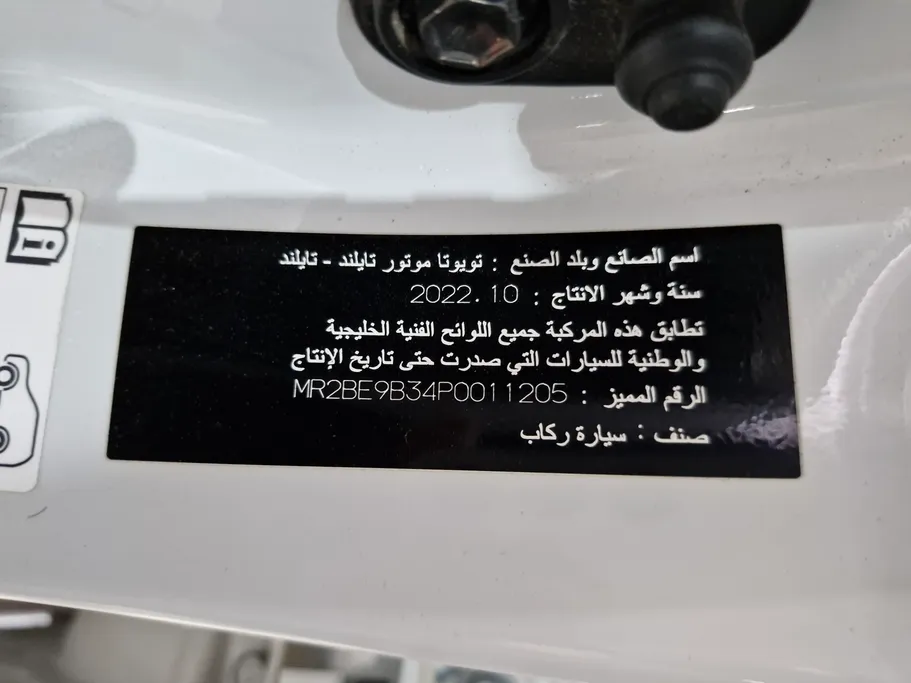 اسم الصانع وبلد الصنع : تويوتا موتور تايلند - تايلند
سنة وشهر الانتاج : 2022.10
تطابق هذه المركبة جميع اللوائح الفنية الخليجية
والوطنية للسيارات التي صدرت حتى تاريخ الإنتاج
الرقم المميز : MR2BE9B34P0011205
صنف : سيارة ركاب